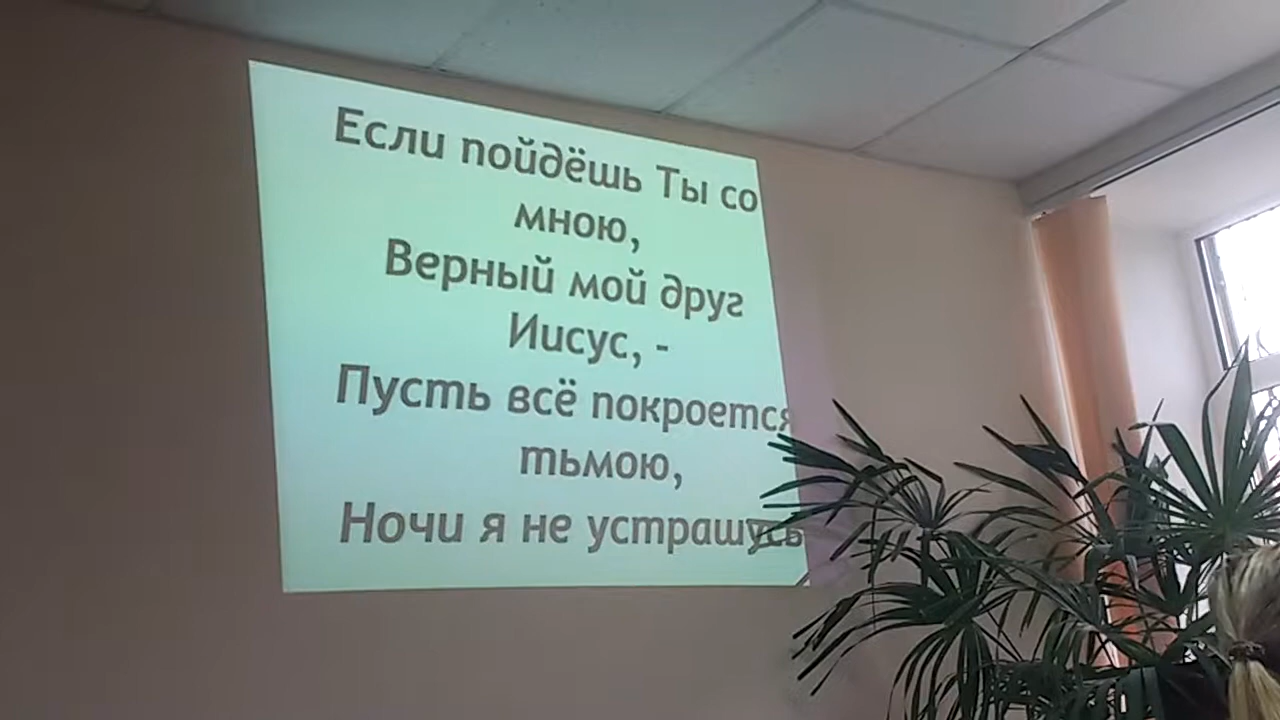 Если пойдёшь Ты со
мною,
Верный мой друг
Иисус, -
Пусть всё покроется
тьмою,
Ночи я не устрашусь